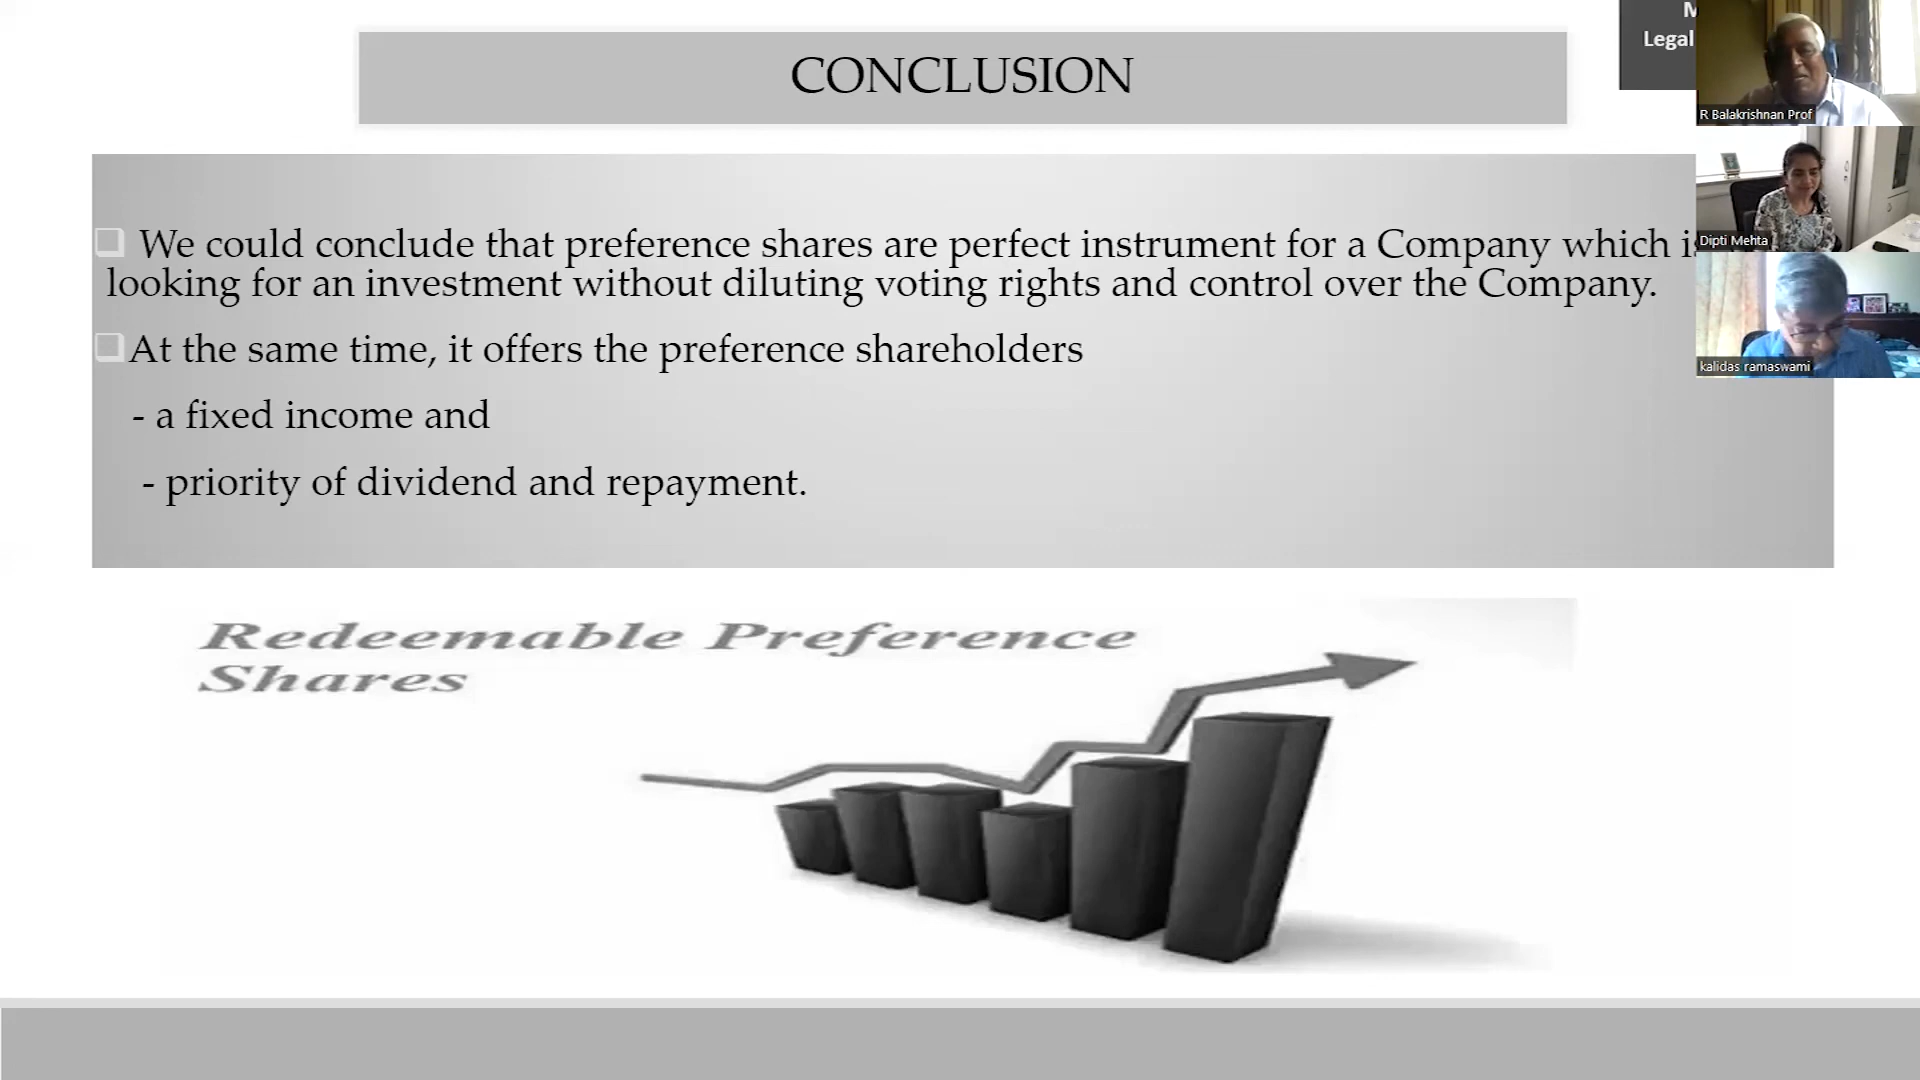 CONCLUSION
Legal
R Balakrishnan Prof
Dipti Mehta
kalidas ramaswami
We could conclude that preference shares are perfect instrument for a Company which
looking for an investment without diluting voting rights and control over the Company.
At the same time, it offers the preference shareholders
- a fixed income and
- priority of dividend and repayment.
Redeemable Preference
Shares